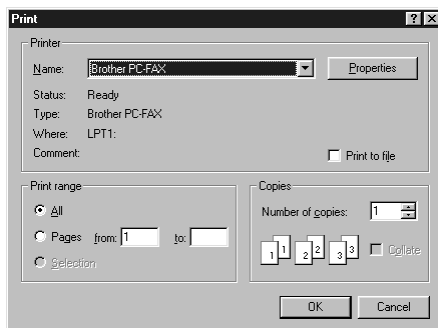 Print
Printer
Name: Brother PC-FAX Properties
Status: Ready
Type: Brother PC-FAX
Where: LPT1:
Comment: Print to file
Print range
All
Pages from: 1 to:
Selection
Copies
Number of copies: 1
1 1 2 2 3 3 Collate
OK Cancel